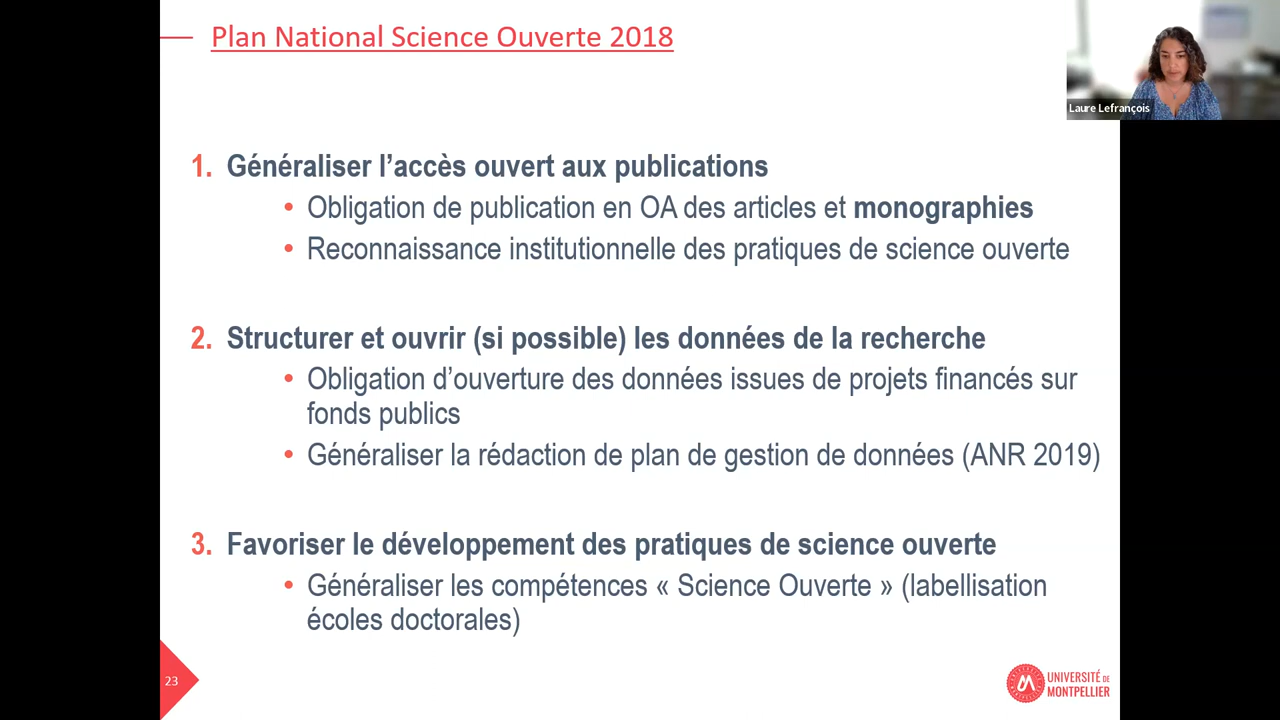 Plan National Science Ouverte 2018
Laure Lefrançois
1. Généraliser l’accès ouvert aux publications
• Obligation de publication en OA des articles et monographies
• Reconnaissance institutionnelle des pratiques de science ouverte
2. Structurer et ouvrir (si possible) les données de la recherche
• Obligation d’ouverture des données issues de projets financés sur
fonds publics
• Généraliser la rédaction de plan de gestion de données (ANR 2019)
3. Favoriser le développement des pratiques de science ouverte
• Généraliser les compétences « Science Ouverte » (labellisation
écoles doctorales)
23
UNIVERSITÉ DE
MONTPELLIER